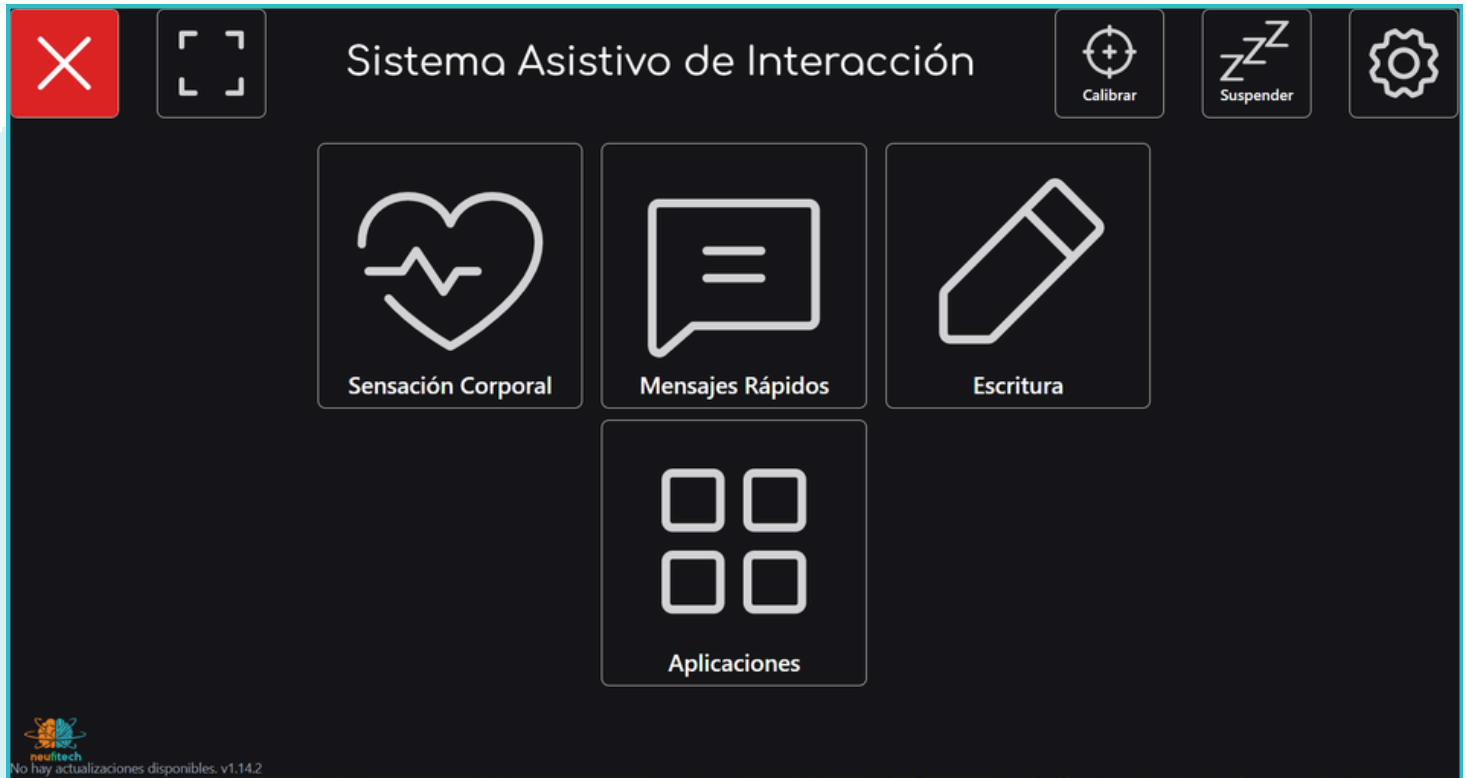 Sistema Asistivo de Interacción
Calibrar
zzZ
Suspender
Sensación Corporal
Mensajes Rápidos
Escritura
Aplicaciones
neufitech
No hay actualizaciones disponibles. v1.14.2